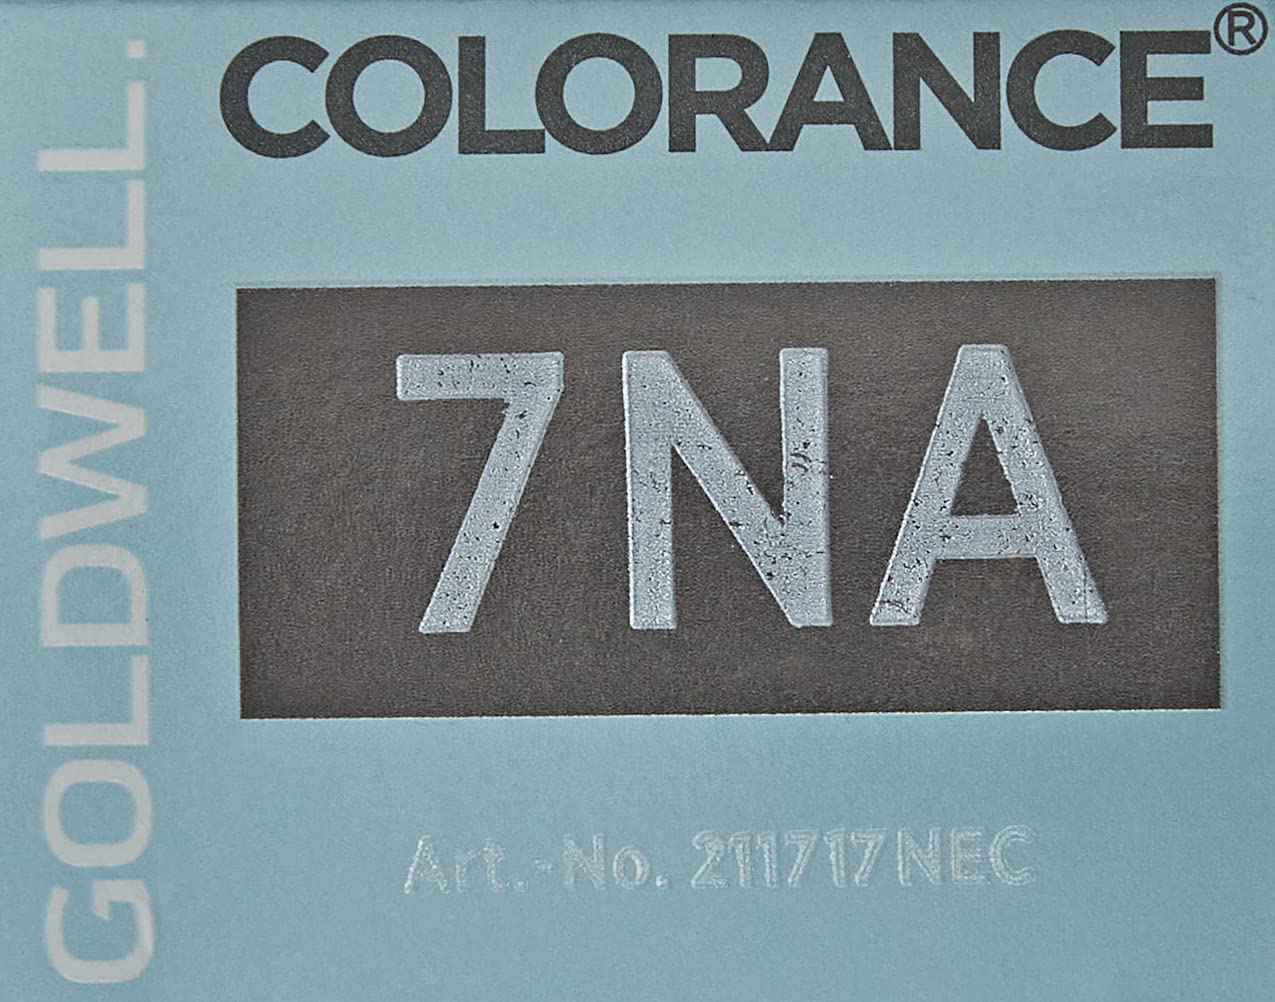 COLORANCE®
GOLDWELL.
7NA
Art.-No. 211717NEC